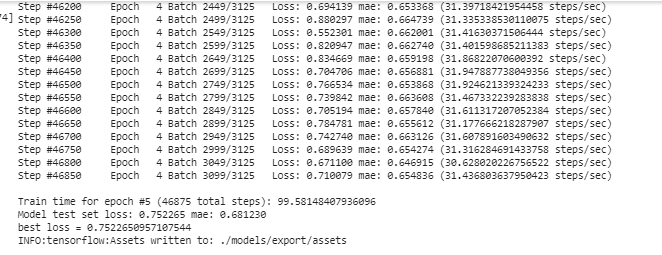 Step #46200 Epoch 4 Batch 2449/3125 Loss: 0.694139 mae: 0.653368 (31.39718421954458 steps/sec)
74] Step #46250 Epoch 4 Batch 2499/3125 Loss: 0.880297 mae: 0.664739 (31.335338530110075 steps/sec)
Step #46300 Epoch 4 Batch 2549/3125 Loss: 0.552301 mae: 0.662001 (31.41630371506444 steps/sec)
Step #46350 Epoch 4 Batch 2599/3125 Loss: 0.820947 mae: 0.662740 (31.401598685211383 steps/sec)
Step #46400 Epoch 4 Batch 2649/3125 Loss: 0.834669 mae: 0.659198 (31.86822070600392 steps/sec)
Step #46450 Epoch 4 Batch 2699/3125 Loss: 0.704706 mae: 0.656881 (31.947887738049356 steps/sec)
Step #46500 Epoch 4 Batch 2749/3125 Loss: 0.766534 mae: 0.653868 (31.924621339324233 steps/sec)
Step #46550 Epoch 4 Batch 2799/3125 Loss: 0.739842 mae: 0.663608 (31.467332239283838 steps/sec)
Step #46600 Epoch 4 Batch 2849/3125 Loss: 0.705194 mae: 0.657840 (31.611317207052384 steps/sec)
Step #46650 Epoch 4 Batch 2899/3125 Loss: 0.784781 mae: 0.655612 (31.177666218287907 steps/sec)
Step #46700 Epoch 4 Batch 2949/3125 Loss: 0.742740 mae: 0.663126 (31.607891603490632 steps/sec)
Step #46750 Epoch 4 Batch 2999/3125 Loss: 0.689639 mae: 0.654274 (31.316284691433758 steps/sec)
Step #46800 Epoch 4 Batch 3049/3125 Loss: 0.671100 mae: 0.646915 (30.628020226756522 steps/sec)
Step #46850 Epoch 4 Batch 3099/3125 Loss: 0.710079 mae: 0.654836 (31.436803637950423 steps/sec)
Train time for epoch #5 (46875 total steps): 99.58148407936096
Model test set loss: 0.752265 mae: 0.681230
best loss = 0.7522650957107544
INFO:tensorflow:Assets written to: ./models/export/assets